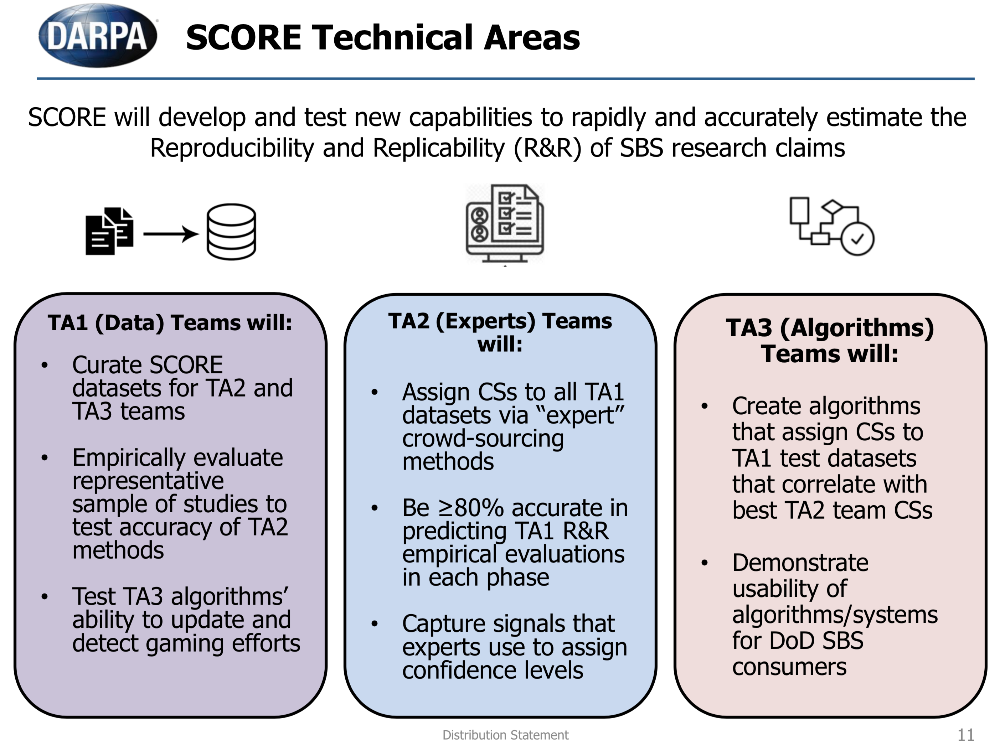 DARPA
SCORE Technical Areas
SCORE will develop and test new capabilities to rapidly and accurately estimate the
Reproducibility and Replicability (R&R) of SBS research claims
TA1 (Data) Teams will:
• Curate SCORE
datasets for TA2 and
TA3 teams
• Empirically evaluate
representative
sample of studies to
test accuracy of TA2
methods
• Test TA3 algorithms’
ability to update and
detect gaming efforts
TA2 (Experts) Teams
will:
• Assign CSs to all TA1
datasets via “expert”
crowd-sourcing
methods
• Be ≥80% accurate in
predicting TA1 R&R
empirical evaluations
in each phase
• Capture signals that
experts use to assign
confidence levels
TA3 (Algorithms)
Teams will:
• Create algorithms
that assign CSs to
TA1 test datasets
that correlate with
best TA2 team CSs
• Demonstrate
usability of
algorithms/systems
for DoD SBS
consumers
Distribution Statement
11